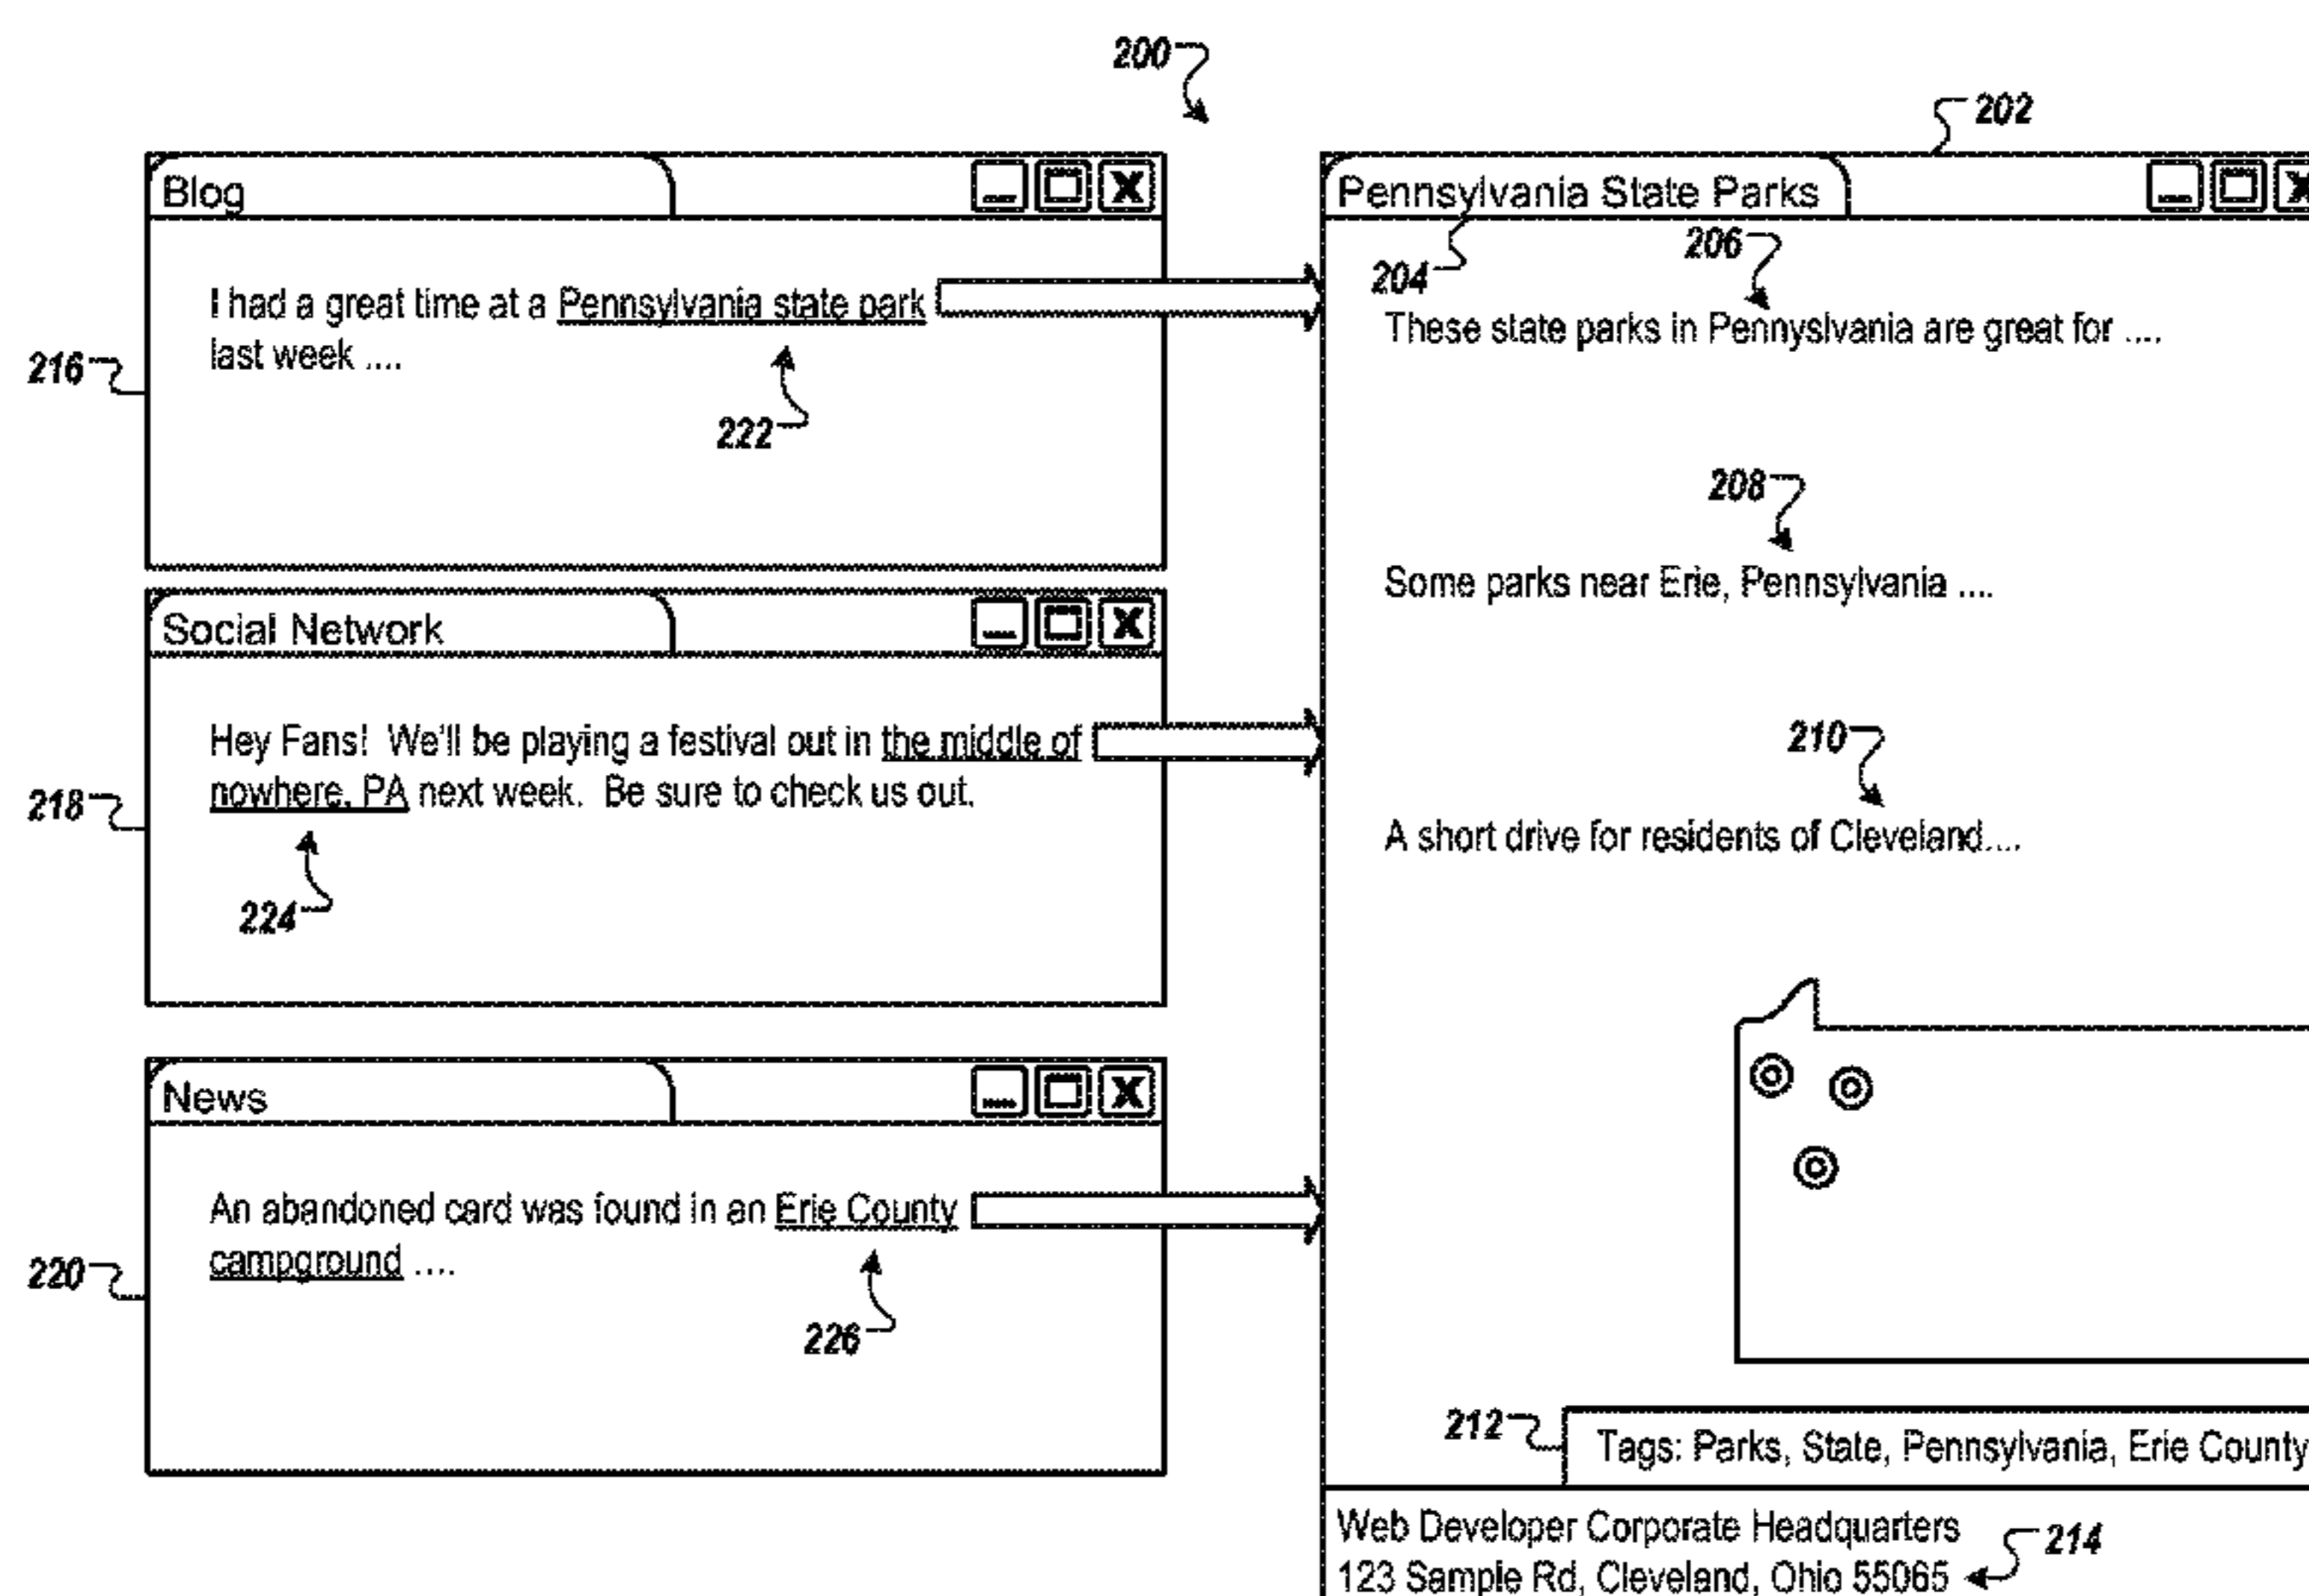 200
202
Blog
I had a great time at a Pennsylvania state park
last week ....
216
222
Social Network
Hey Fans! We'll be playing a festival out in the middle of
nowhere, PA next week. Be sure to check us out.
218
224
News
An abandoned card was found in an Erie County
campground ....
220
226
Pennsylvania State Parks
204
206
These state parks in Pennyslvania are great for ....
208
Some parks near Erie, Pennsylvania ....
210
A short drive for residents of Cleveland....
212
Tags: Parks, State, Pennsylvania, Erie County
Web Developer Corporate Headquarters
123 Sample Rd, Cleveland, Ohio 55065
214